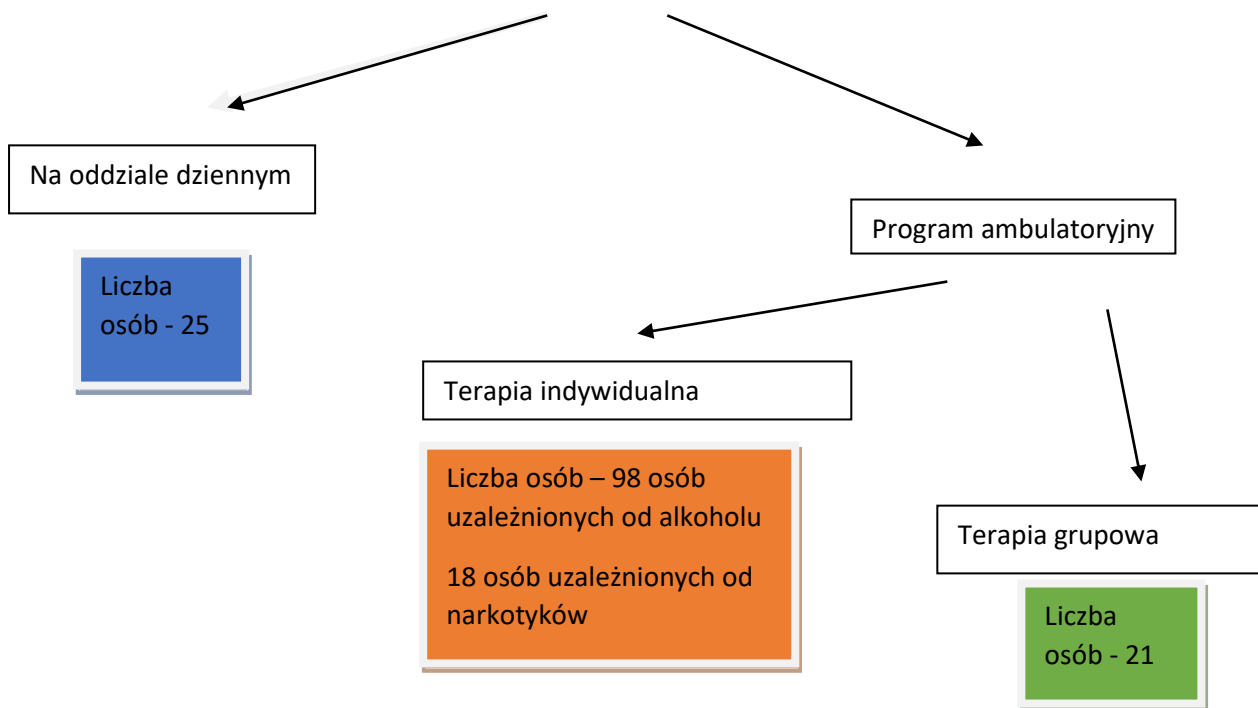 Na oddziale dziennym
Program ambulatoryjny
Liczba
osób - 25
Terapia indywidualna
Liczba osób – 98 osób
uzależnionych od alkoholu
18 osób uzależnionych od
narkotyków
Terapia grupowa
Liczba
osób - 21